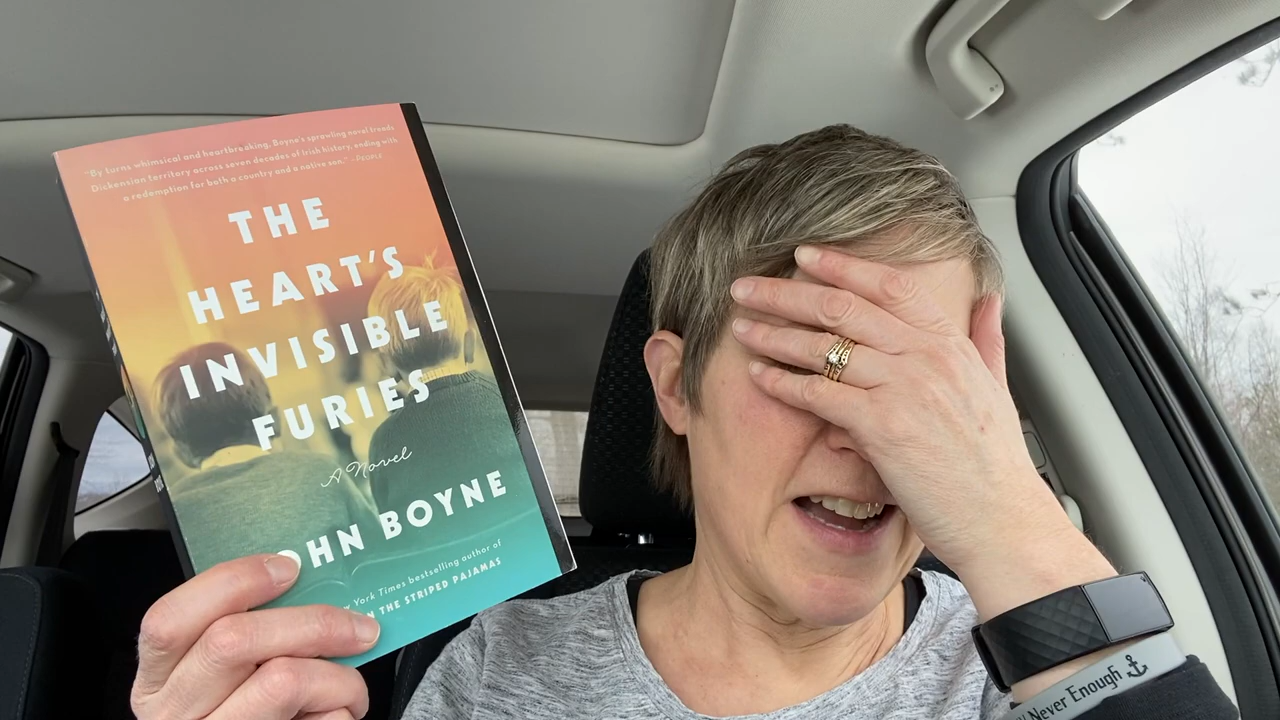 "By turns whimsical and heartbreaking, Boyne's sprawling novel treads
Dickensian territory across seven decades of Irish history, ending with
a redemption for both a country and a native son." -People
THE
HEART'S
INVISIBLE
FURIES
A Novel
JOHN BOYNE
York Times bestselling author of
THE STRIPED PAJAMAS
Never Enough